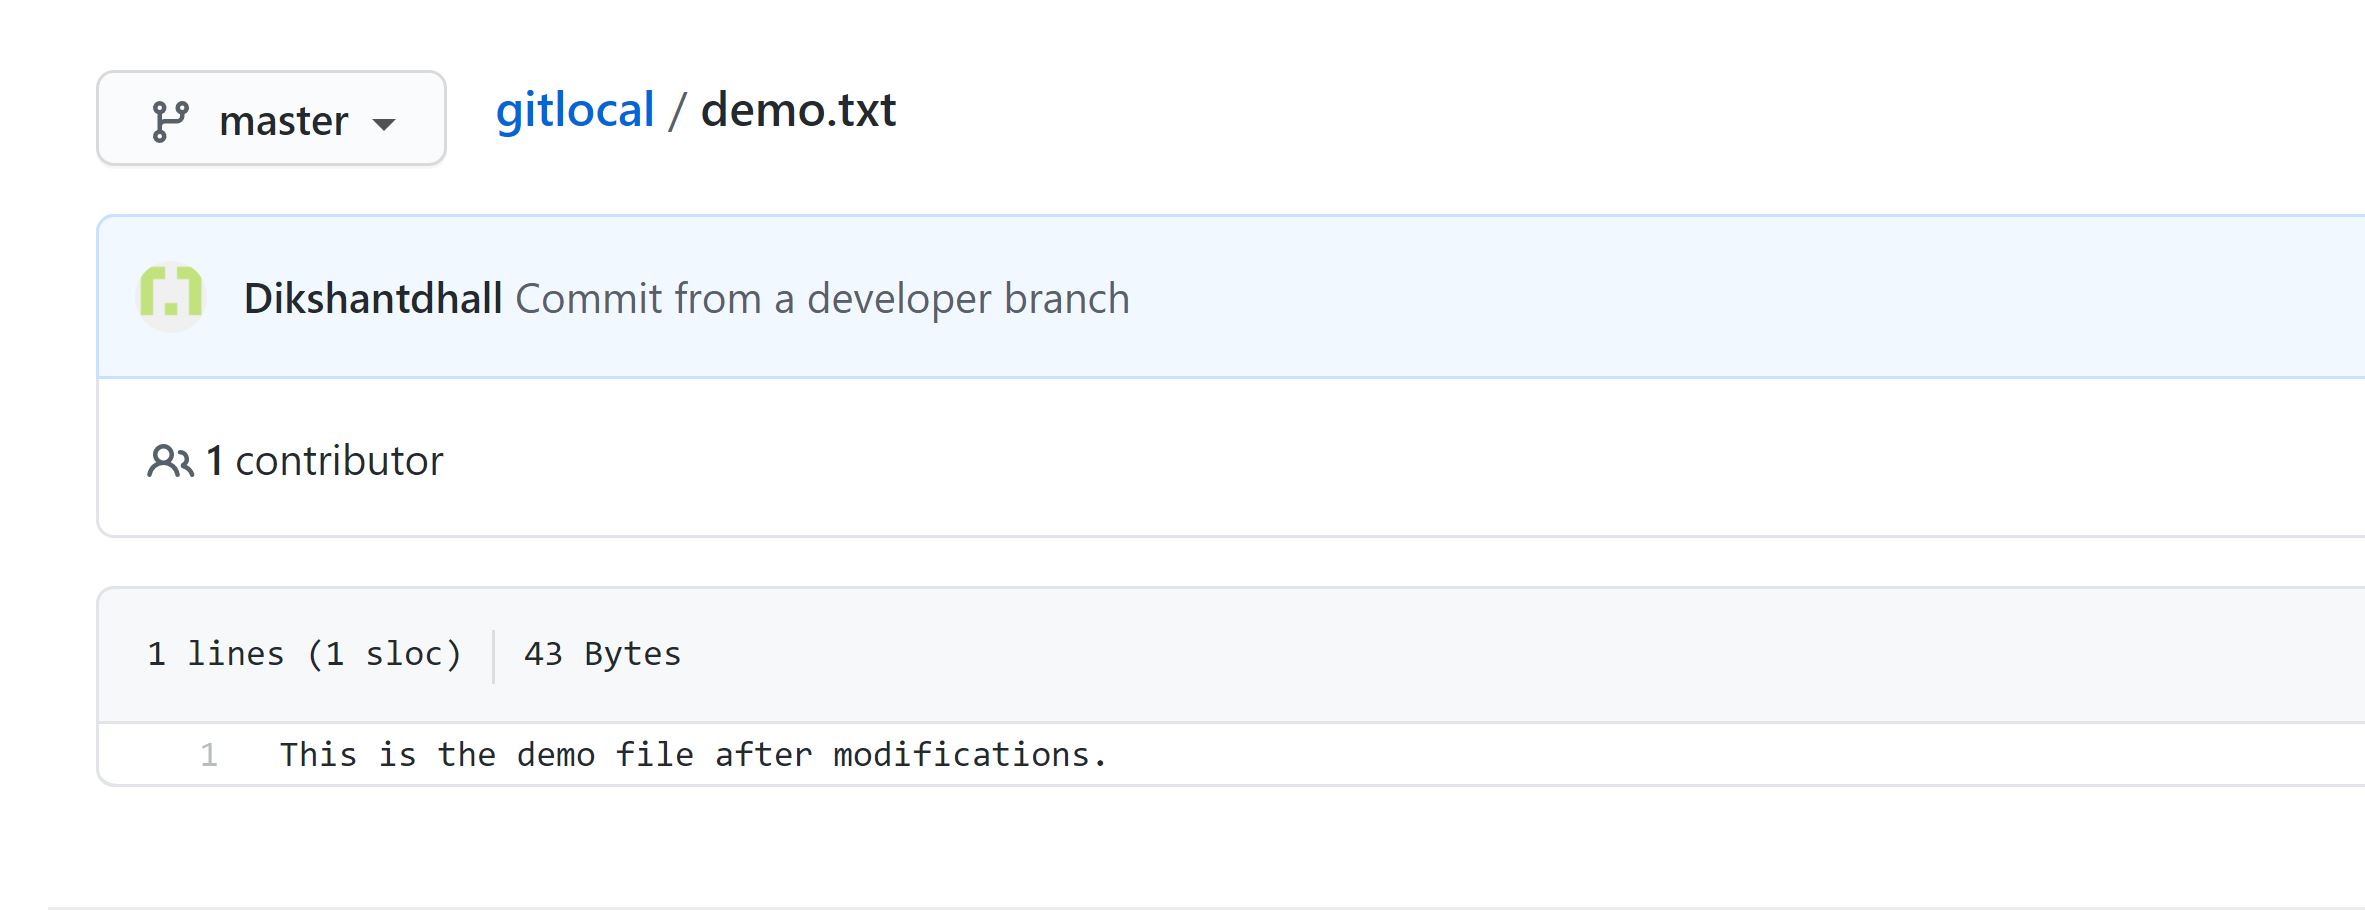 master gitlocal / demo.txt
Dikshantdhall Commit from a developer branch
1 contributor
1 lines (1 sloc) 43 Bytes
1 This is the demo file after modifications.